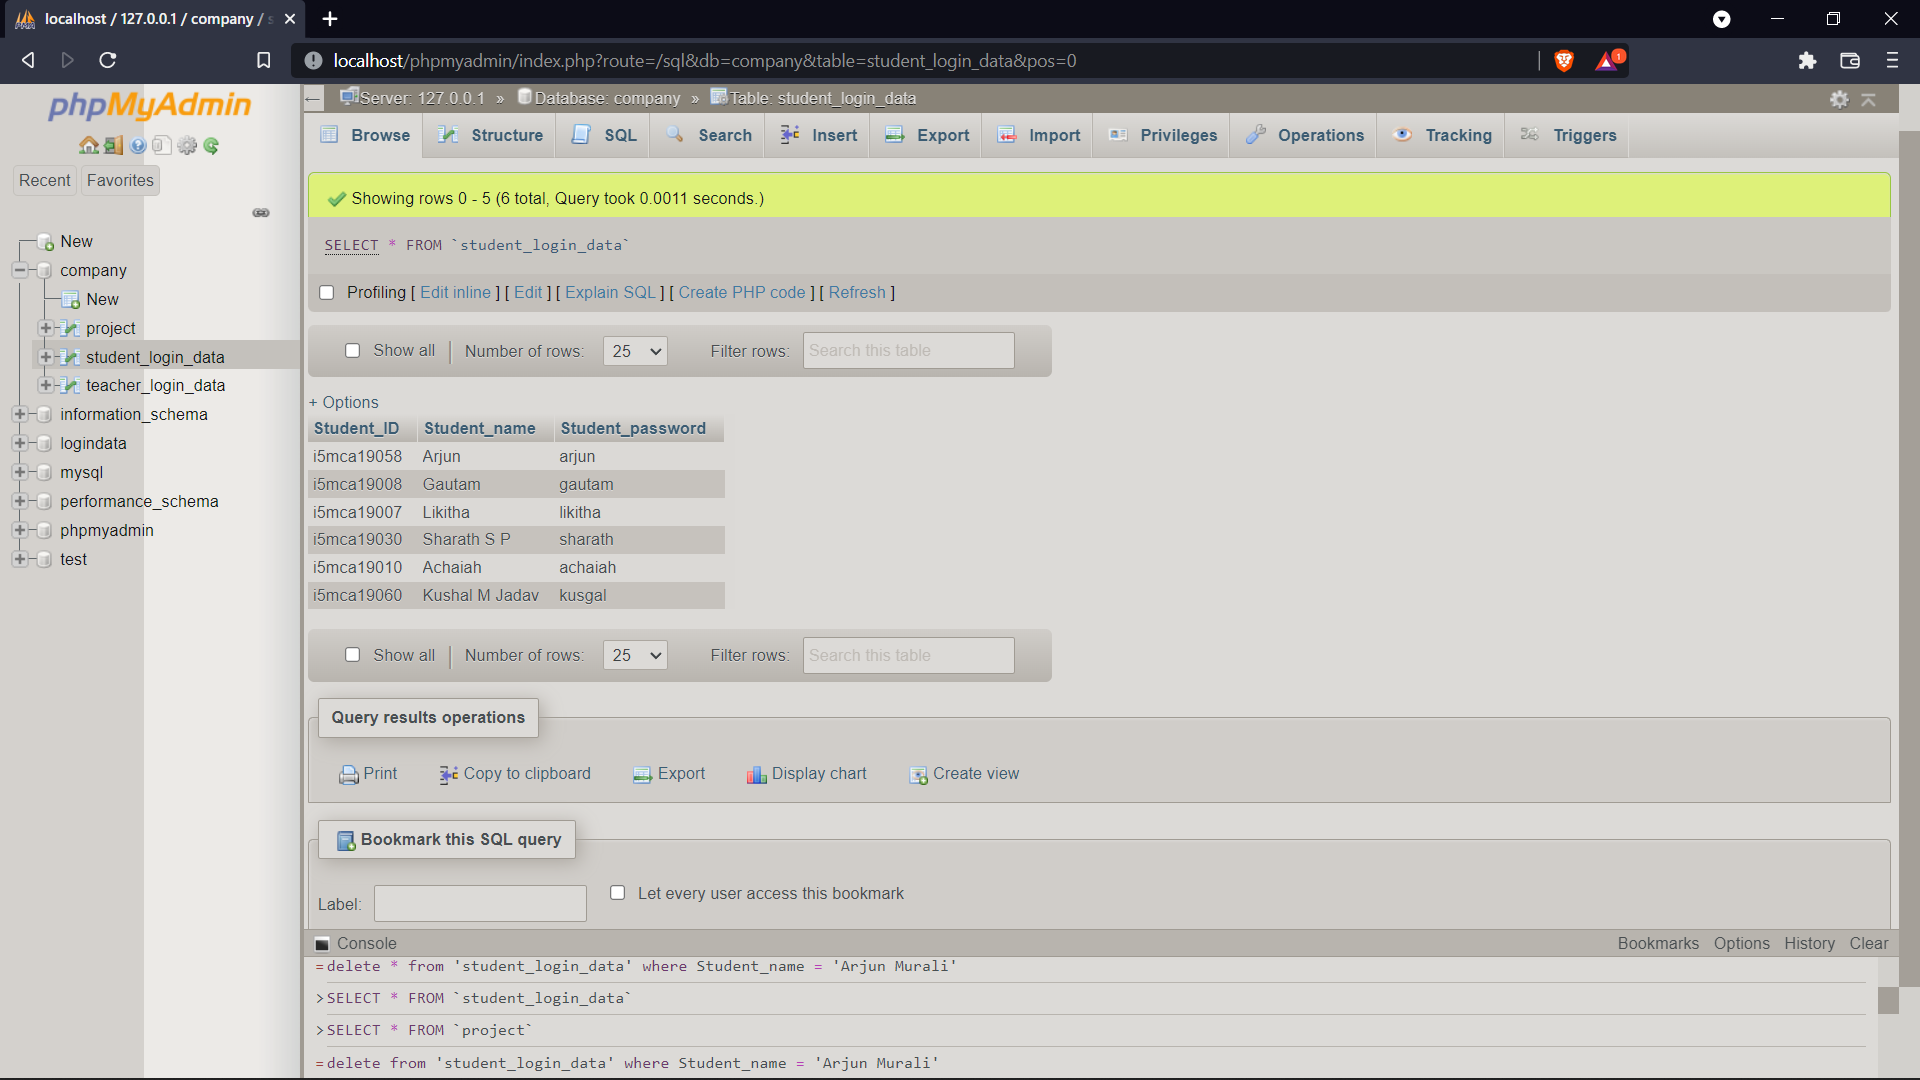 localhost / 127.0.0.1 / company / s
localhost/phpmyadmin/index.php?route=/sql&db=company&table=student_login_data&pos=0
1
phpMyAdmin
Recent
Favorites
New
company
New
project
student_login_data
teacher_login_data
information_schema
logindata
mysql
performance_schema
phpmyadmin
test
Server: 127.0.0.1 » Database: company » Table: student_login_data
Browse Structure SQL Search Insert Export Import Privileges Operations Tracking Triggers
Showing rows 0 - 5 (6 total, Query took 0.0011 seconds.)
SELECT * FROM `student_login_data`
Profiling [ Edit inline ] [ Edit ] [ Explain SQL ] [ Create PHP code ] [ Refresh ]
Show all | Number of rows: 25 Filter rows: Search this table
+ Options
Student_ID Student_name Student_password
i5mca19058 Arjun arjun
i5mca19008 Gautam gautam
i5mca19007 Likitha likitha
i5mca19030 Sharath S P sharath
i5mca19010 Achaiah achaiah
i5mca19060 Kushal M Jadav kusgal
Show all | Number of rows: 25 Filter rows: Search this table
Query results operations
Print Copy to clipboard Export Display chart Create view
Bookmark this SQL query
Label: Let every user access this bookmark
Console Bookmarks Options History Clear
=delete * from 'student_login_data' where Student_name = 'Arjun Murali'
>SELECT * FROM `student_login_data`
>SELECT * FROM `project`
=delete from 'student_login_data' where Student_name = 'Arjun Murali'